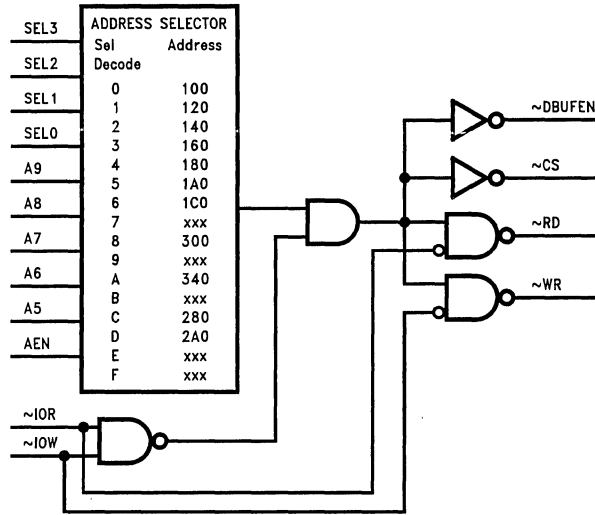 SEL3
SEL2
SEL1
SEL0
A9
A8
A7
A6
A5
AEN
~IOR
~IOW
ADDRESS SELECTOR
Sel Address
Decode
0 100
1 120
2 140
3 160
4 180
5 1A0
6 1C0
7 xxx
8 300
9 xxx
A 340
B xxx
C 280
D 2A0
E xxx
F xxx
~DBUFEN
~CS
~RD
~WR